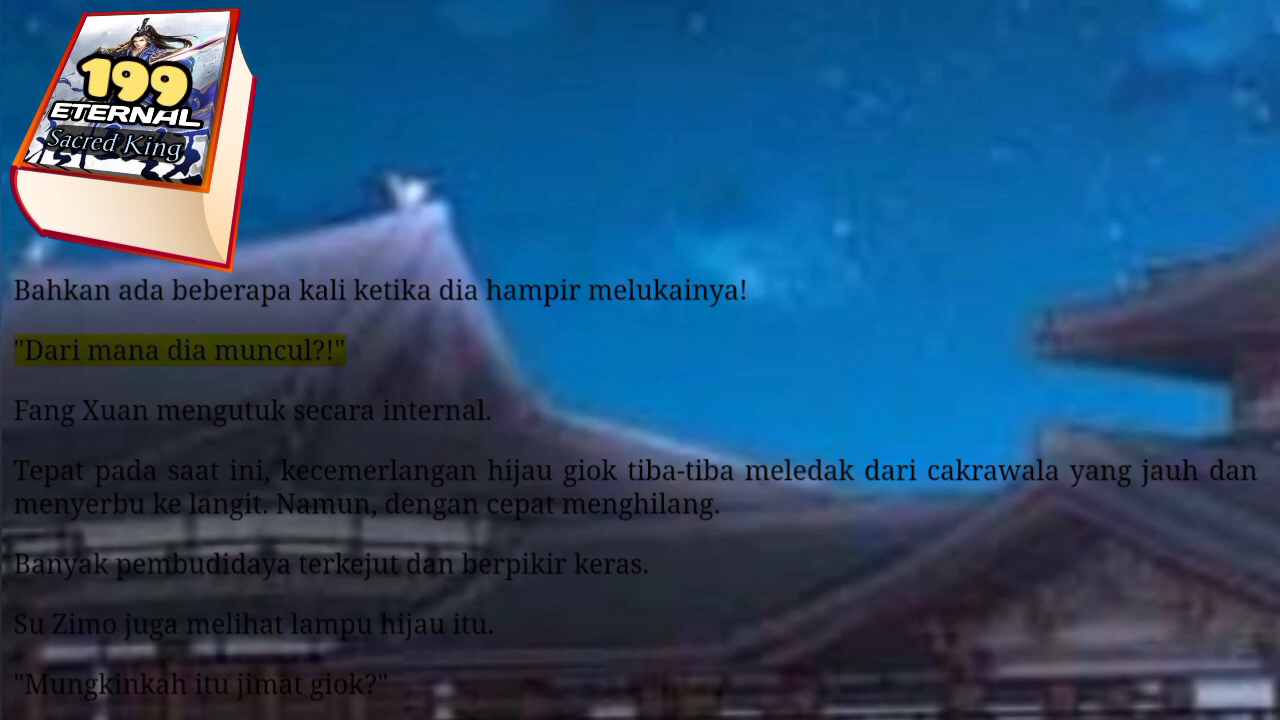 199
ETERNAL
Sacred King
Bahkan ada beberapa kali ketika dia hampir melukainya!
"Dari mana dia muncul?!"
Fang Xuan mengutuk secara internal.
Tepat pada saat ini, kecemerlangan hijau giok tiba-tiba meledak dari cakrawala yang jauh dan
menyerbu ke langit. Namun, dengan cepat menghilang.
Banyak pembudidaya terkejut dan berpikir keras.
Su Zimo juga melihat lampu hijau itu.
"Mungkinkah itu jimat giok?"